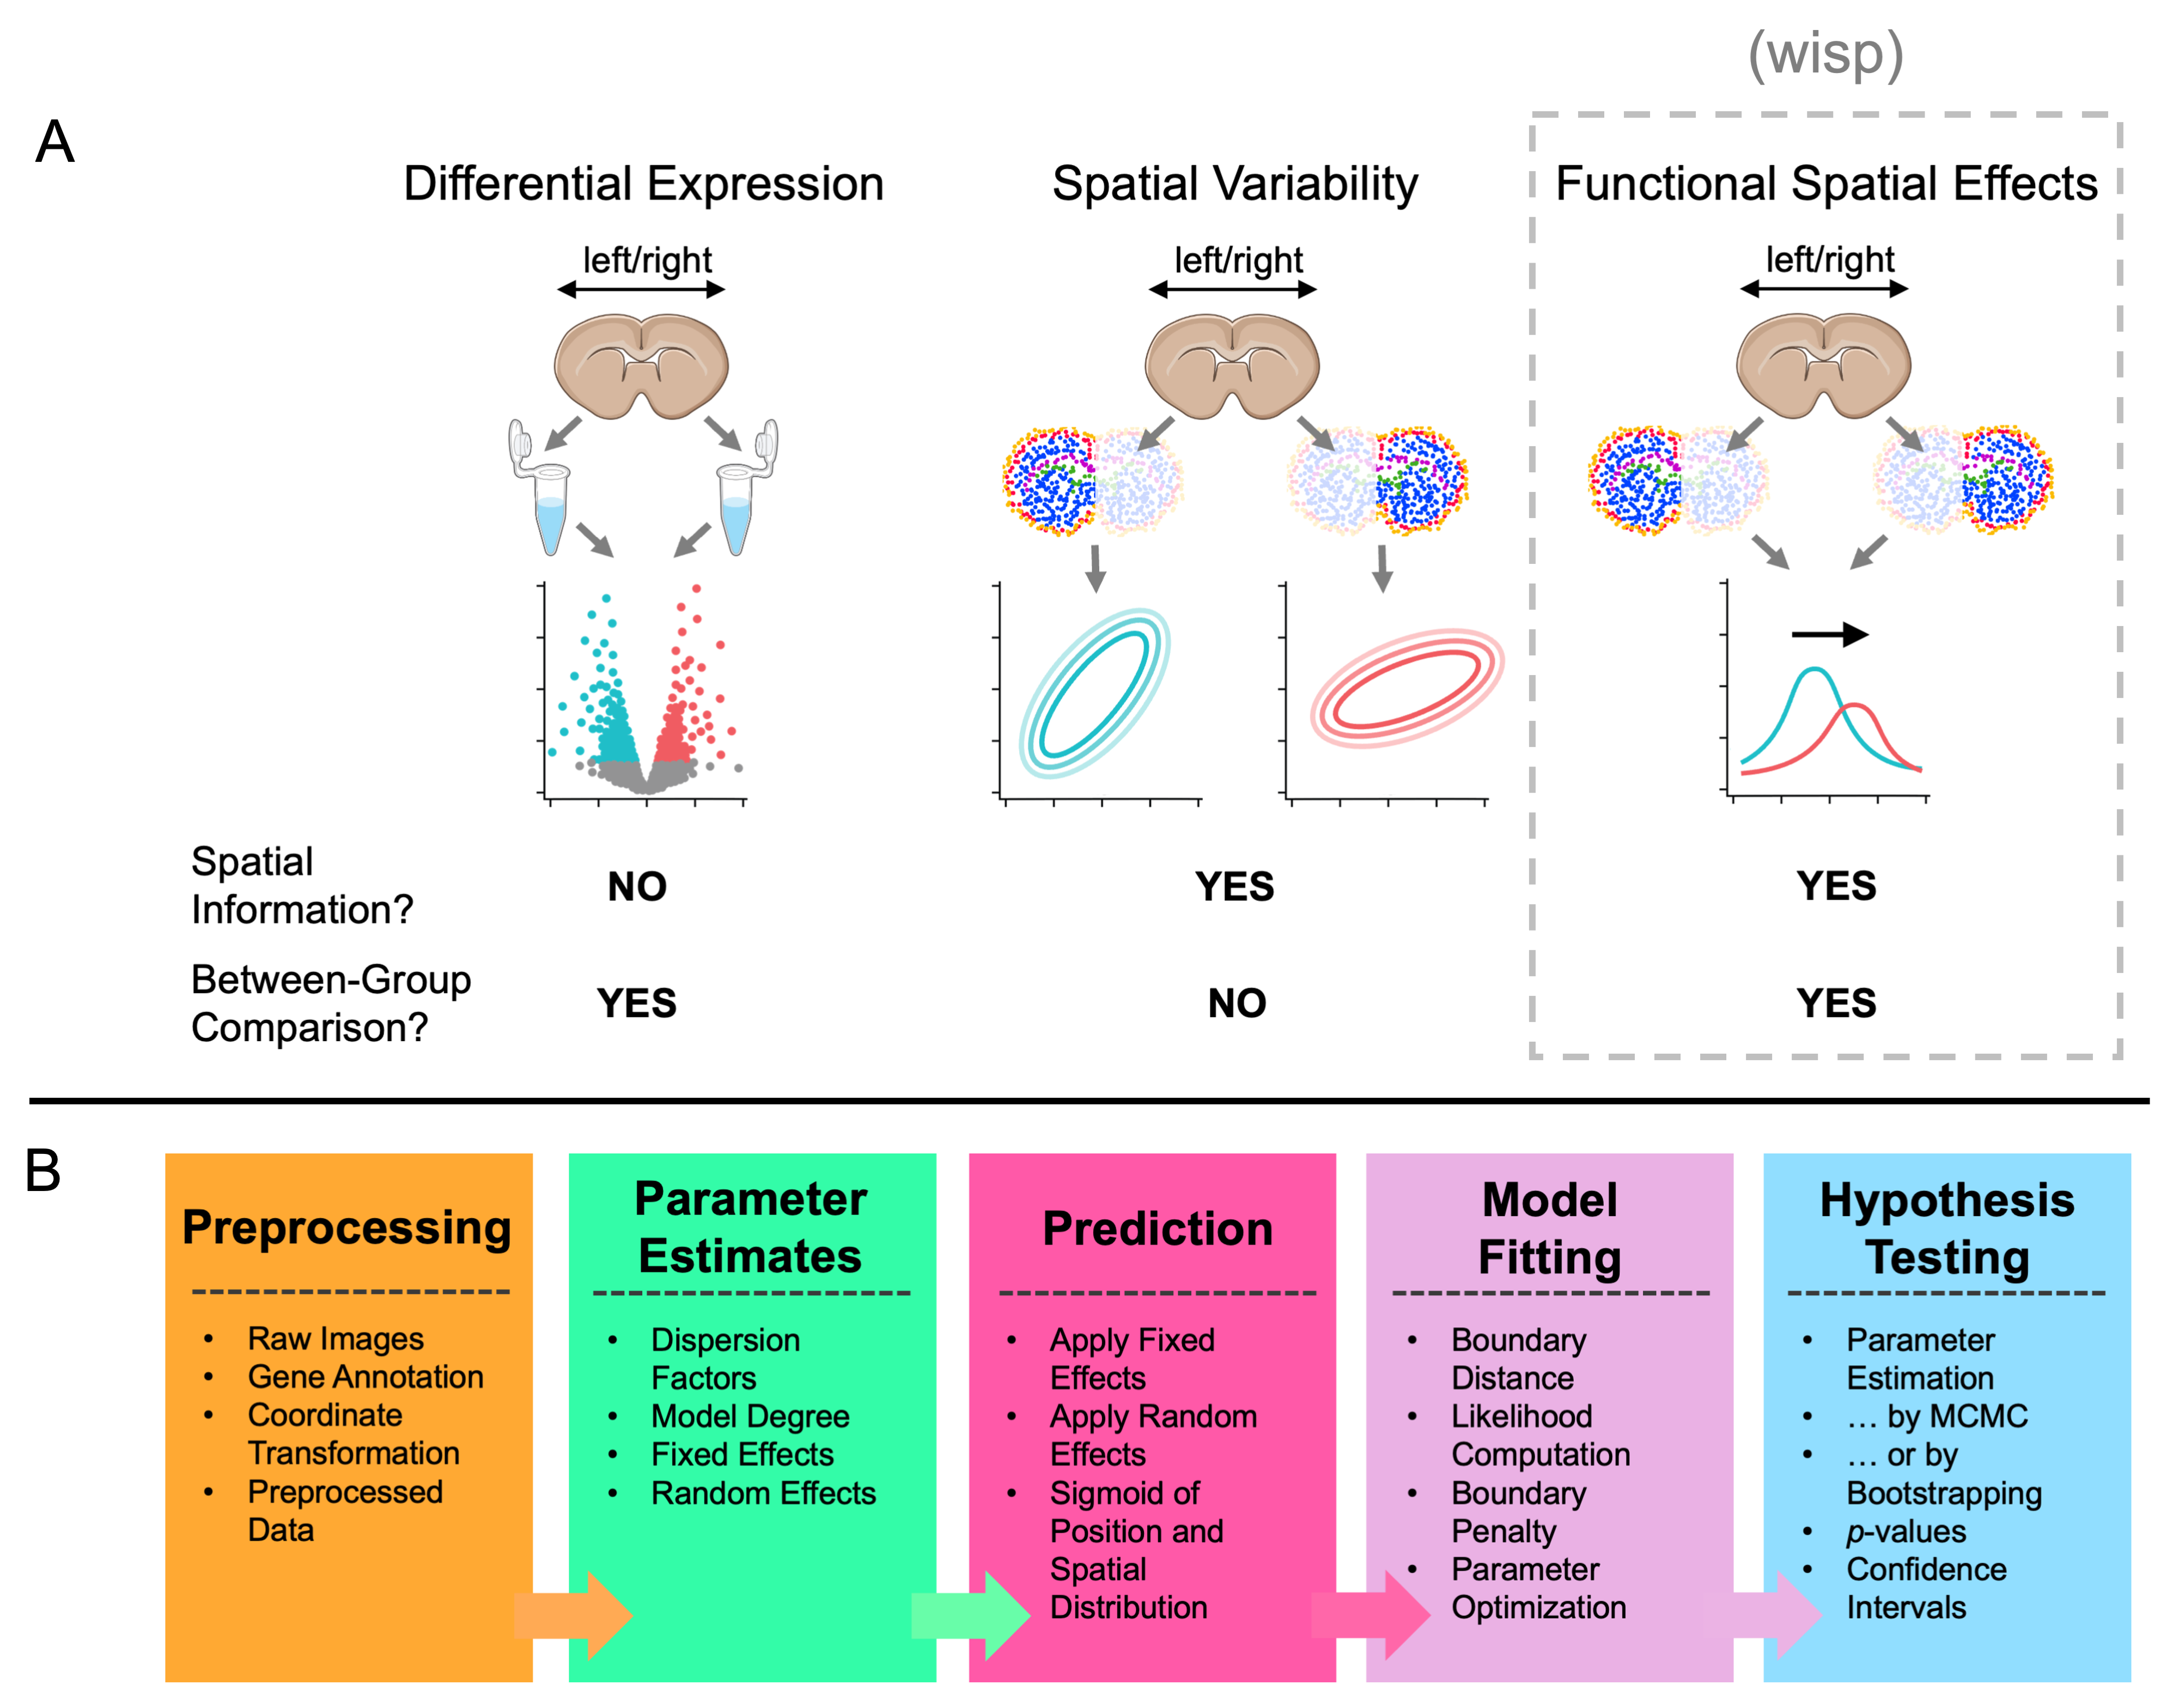 (wisp)
A
Differential Expression
Spatial Variability
Functional Spatial Effects
left/right
left/right
left/right
Spatial
Information?
NO
YES
YES
Between-Group
Comparison?
YES
NO
YES
B
Preprocessing
• Raw Images
• Gene Annotation
• Coordinate
Transformation
• Preprocessed
Data
Parameter
Estimates
• Dispersion
Factors
• Model Degree
• Fixed Effects
• Random Effects
Prediction
• Apply Fixed
Effects
• Apply Random
Effects
• Sigmoid of
Position and
Spatial
Distribution
Model
Fitting
• Boundary
Distance
• Likelihood
Computation
• Boundary
Penalty
• Parameter
Optimization
Hypothesis
Testing
• Parameter
Estimation
• … by MCMC
• … or by
Bootstrapping
• p-values
• Confidence
Intervals